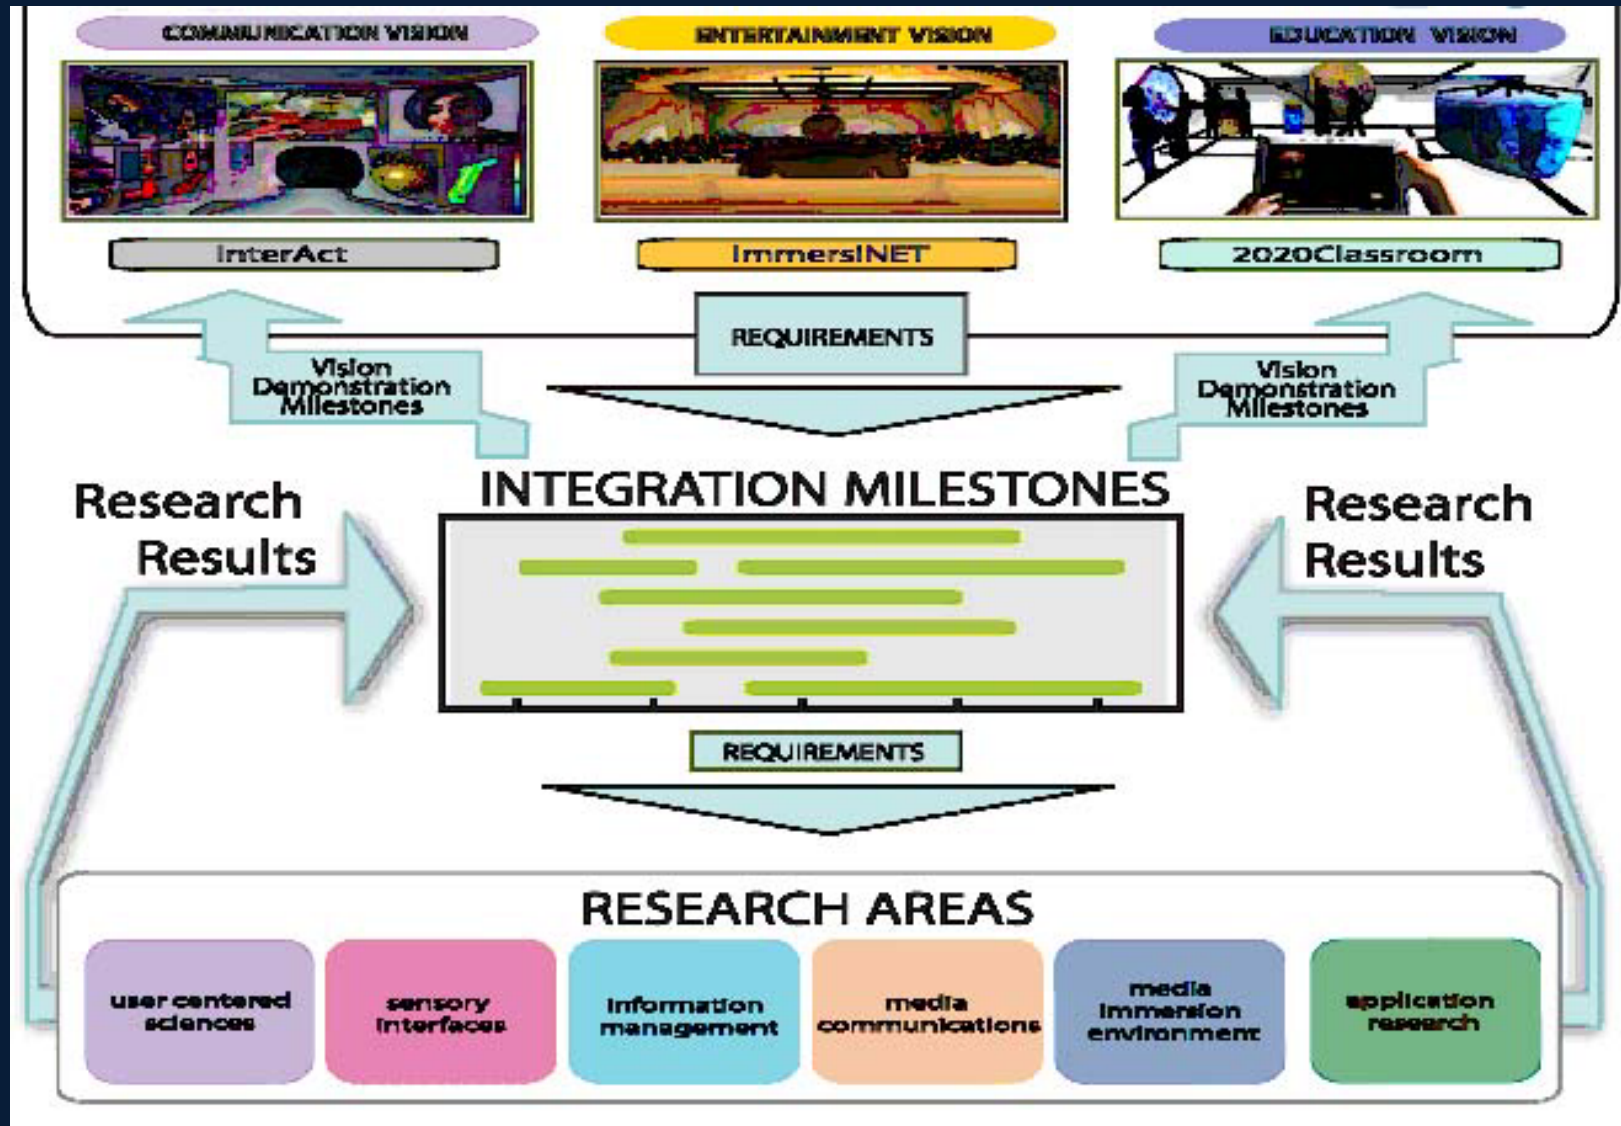 COMMUNICATION VISION
ENTERTAINMENT VISION
EDUCATION VISION
InterAct
ImmersiNET
2020Classroom
REQUIREMENTS
Vision
Demonstration
Milestones
Vision
Demonstration
Milestones
INTEGRATION MILESTONES
Research
Results
Research
Results
REQUIREMENTS
RESEARCH AREAS
user centered
sciences
sensory
interfaces
information
management
media
communications
media
immersion
environment
application
research